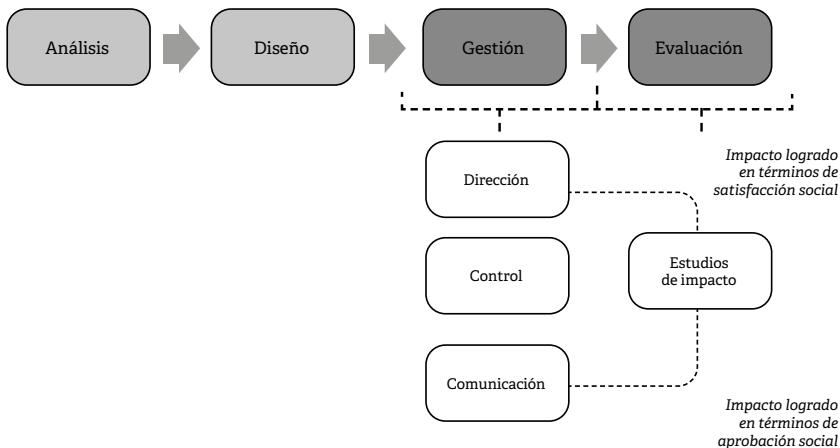 Análisis
Diseño
Gestión
Evaluación
Dirección
Impacto logrado
en términos de
satisfacción social
Control
Estudios
de impacto
Comunicación
Impacto logrado
en términos de
aprobación social